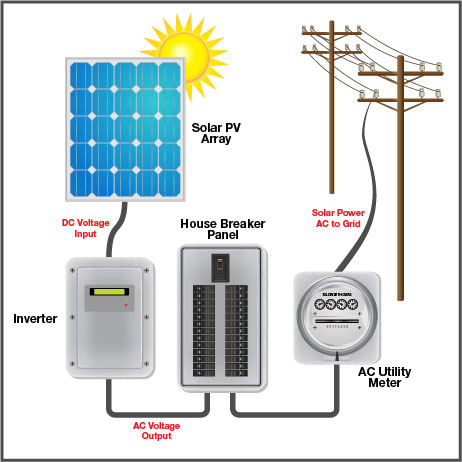 Solar PV
Array
DC Voltage
Input
House Breaker
Panel
Solar Power
AC to Grid
Inverter
AC Utility
Meter
AC Voltage
Output